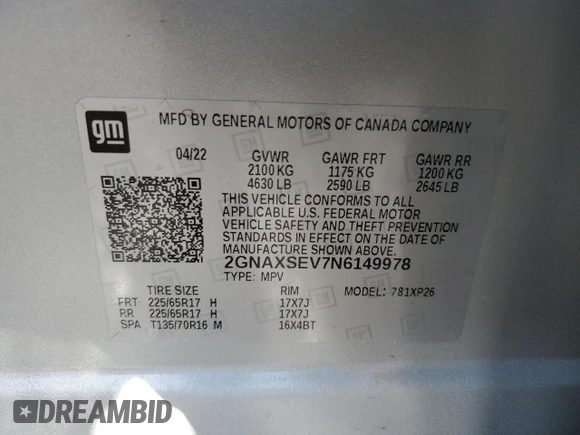 gm
MFD BY GENERAL MOTORS OF CANADA COMPANY
04/22 GVWR GAWR FRT GAWR RR
2100 KG 1175 KG 1200 KG
4630 LB 2590 LB 2645 LB
THIS VEHICLE CONFORMS TO ALL
APPLICABLE U.S. FEDERAL MOTOR
VEHICLE SAFETY AND THEFT PREVENTION
STANDARDS IN EFFECT ON THE DATE OF
MANUFACTURE SHOWN ABOVE.
2GNAXSEV7N6149978
TYPE: MPV
TIRE SIZE RIM MODEL: 781XP26
FRT 225/65R17 H 17X7J
RR 225/65R17 H 17X7J
SPA T135/70R16 M 16X4BT
DREAMBID